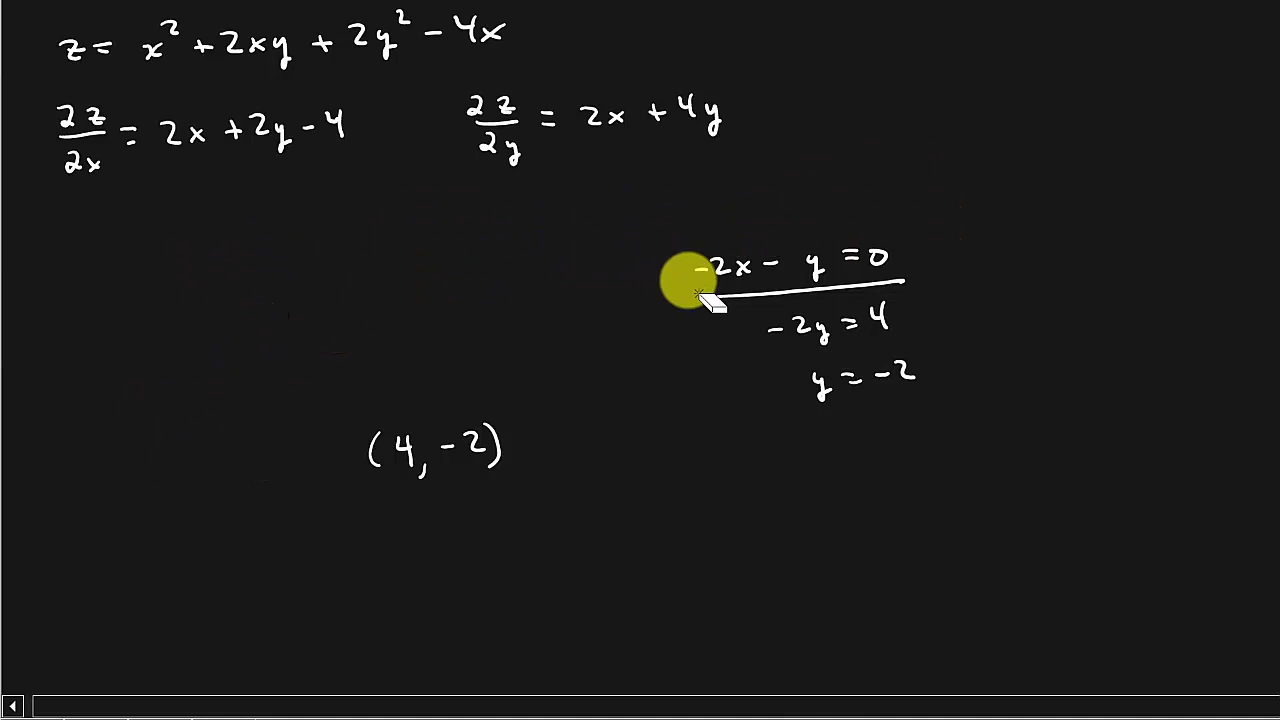 z = x² + 2xy + 2y² - 4x
∂z/∂x = 2x + 2y - 4
∂z/∂y = 2x + 4y
-2x - y = 0
-2y = 4
y = -2
(4, -2)